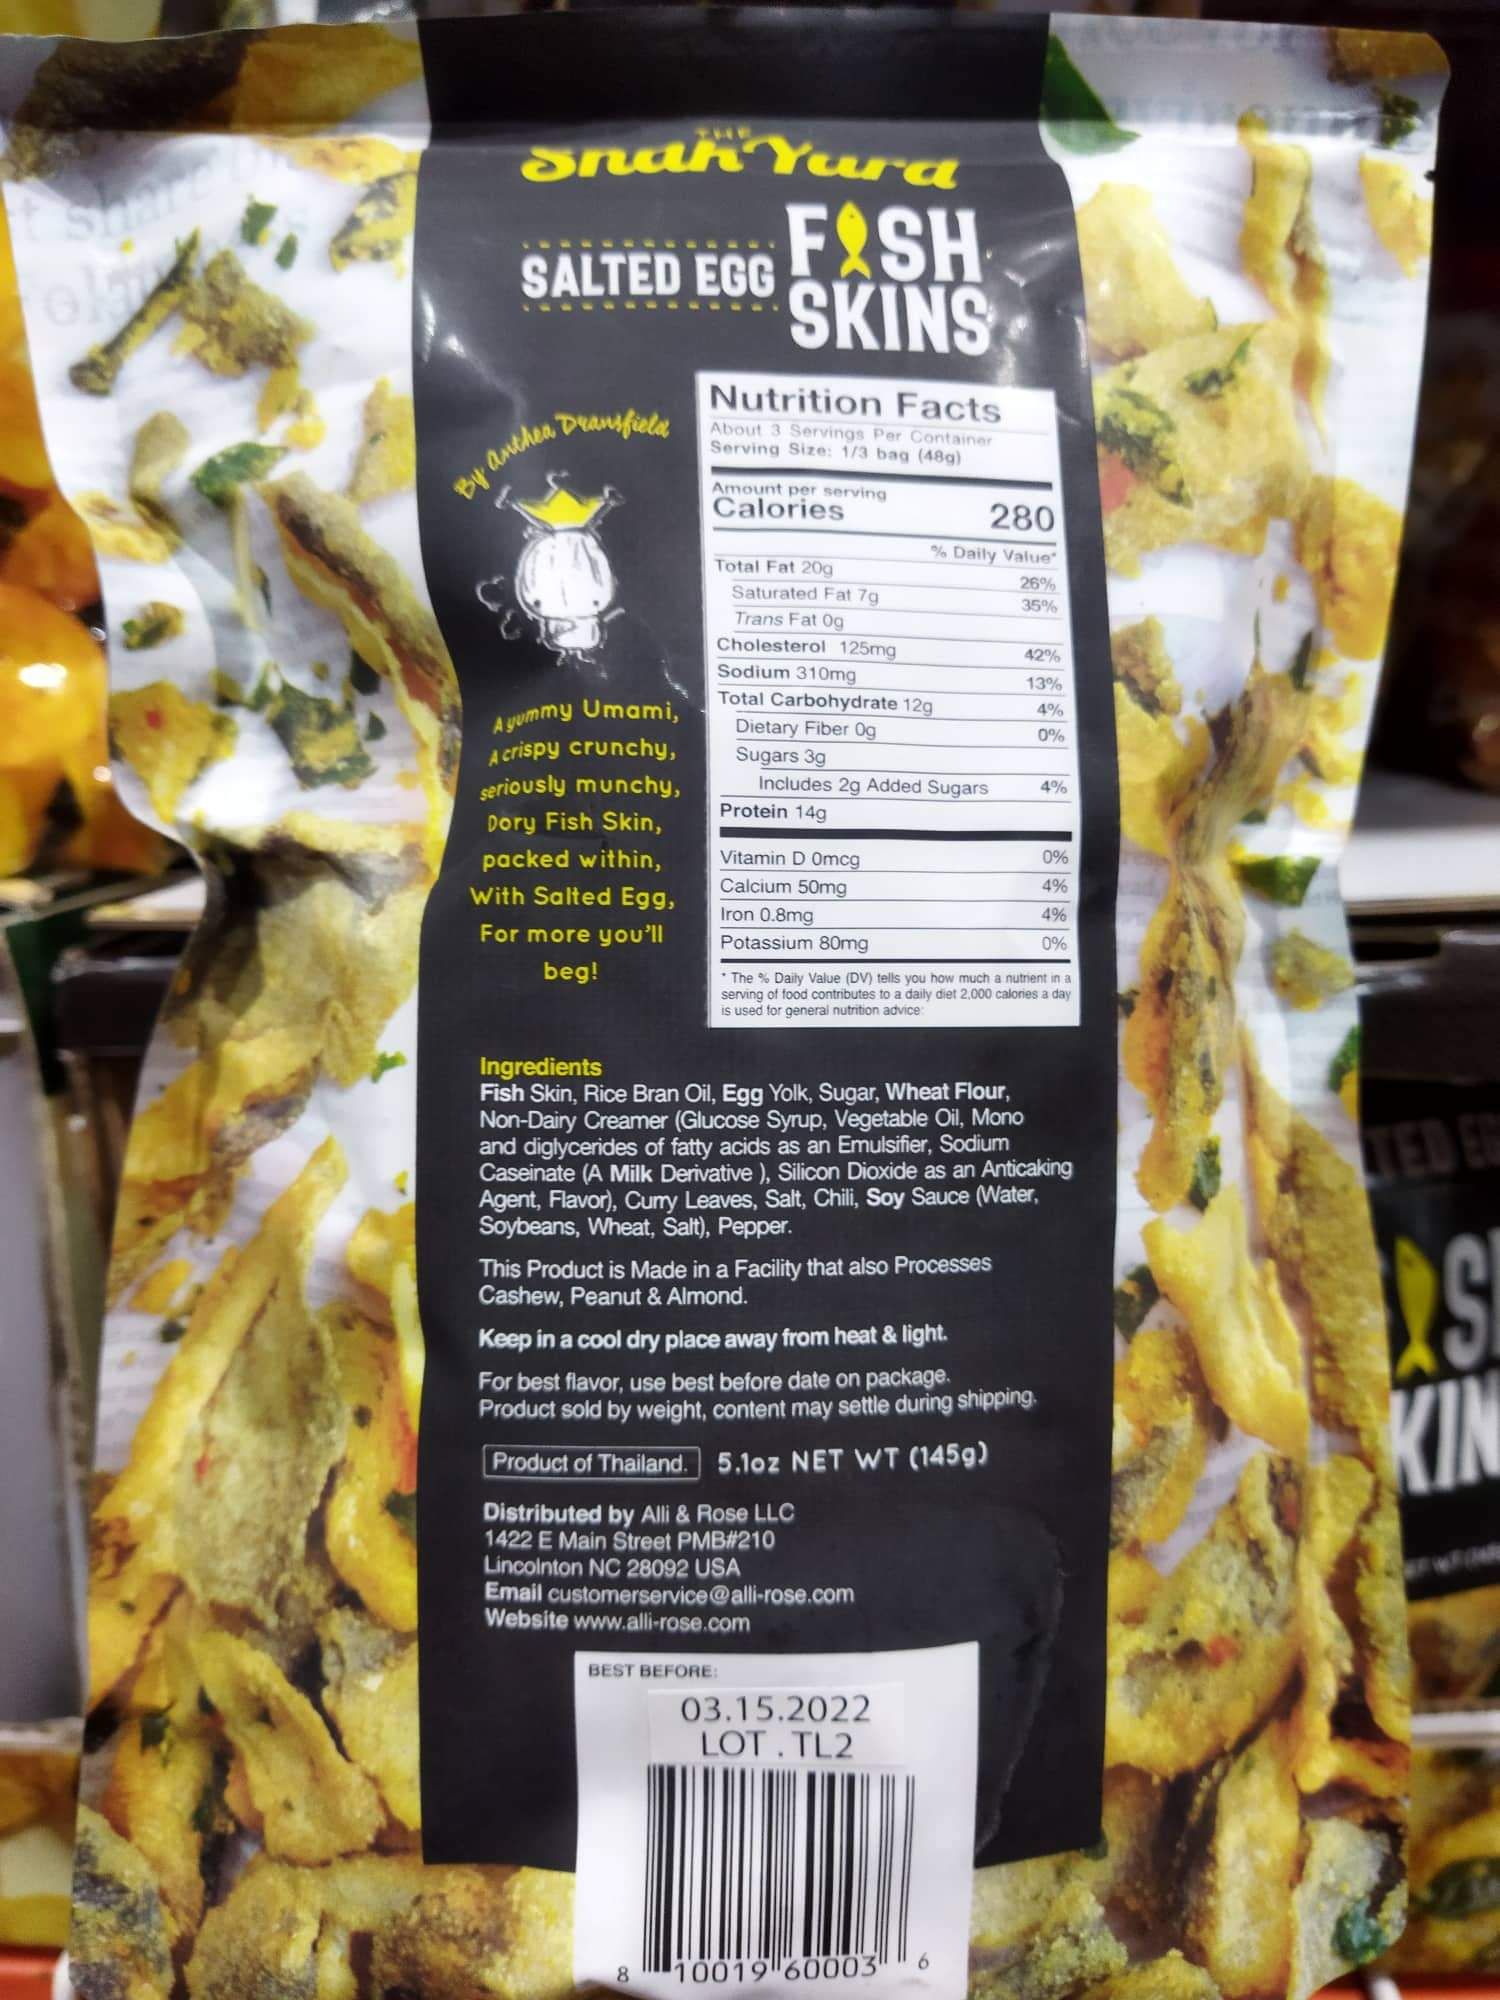 THE
Snak Yard
SALTED EGG
FISH
SKINS
By Anthea Dransfield
A yummy Umami,
A crispy crunchy,
seriously munchy,
Dory Fish Skin,
packed within,
With Salted Egg,
For more you'll
beg!
Nutrition Facts
About 3 Servings Per Container
Serving Size: 1/3 bag (48g)
Amount per serving
Calories 280
% Daily Value*
Total Fat 20g 26%
Saturated Fat 7g 35%
Trans Fat 0g
Cholesterol 125mg 42%
Sodium 310mg 13%
Total Carbohydrate 12g 4%
Dietary Fiber 0g 0%
Sugars 3g
Includes 2g Added Sugars 4%
Protein 14g
Vitamin D 0mcg 0%
Calcium 50mg 4%
Iron 0.8mg 4%
Potassium 80mg 0%
* The % Daily Value (DV) tells you how much a nutrient in a
serving of food contributes to a daily diet 2,000 calories a day
is used for general nutrition advice:
Ingredients
Fish Skin, Rice Bran Oil, Egg Yolk, Sugar, Wheat Flour,
Non-Dairy Creamer (Glucose Syrup, Vegetable Oil, Mono
and diglycerides of fatty acids as an Emulsifier, Sodium
Caseinate (A Milk Derivative ), Silicon Dioxide as an Anticaking
Agent, Flavor), Curry Leaves, Salt, Chili, Soy Sauce (Water,
Soybeans, Wheat, Salt), Pepper.
This Product is Made in a Facility that also Processes
Cashew, Peanut & Almond.
Keep in a cool dry place away from heat & light.
For best flavor, use best before date on package.
Product sold by weight, content may settle during shipping.
Product of Thailand. 5.1oz NET WT (145g)
Distributed by Alli & Rose LLC
1422 E Main Street PMB#210
Lincolnton NC 28092 USA
Email customerservice@alli-rose.com
Website www.alli-rose.com
BEST BEFORE:
03.15.2022
LOT . TL2
8 10019 60003 6